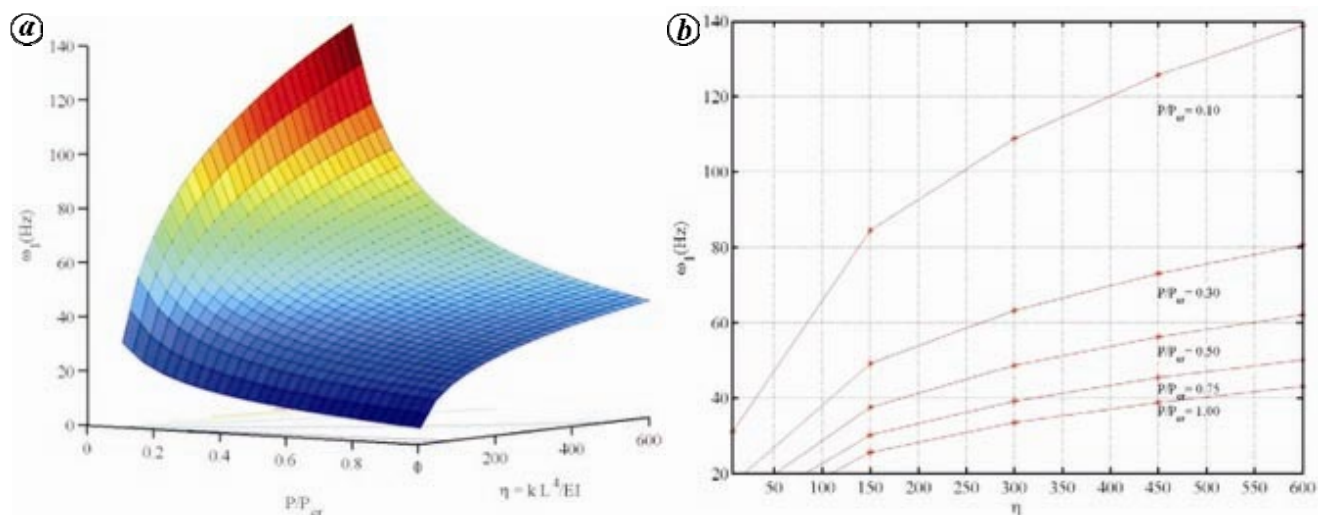 a
140
120
100
80
60
40
20
0
ω1(Hz)
0
0.2
0.4
0.6
0.8
P/Pcr
200
400
600
η = k L^4/EI
b
140
120
100
80
60
40
20
ω1(Hz)
P/Pcr = 0.10
P/Pcr = 0.30
P/Pcr = 0.50
P/Pcr = 0.75
P/Pcr = 1.00
50 100 150 200 250 300 350 400 450 500 550 600
η